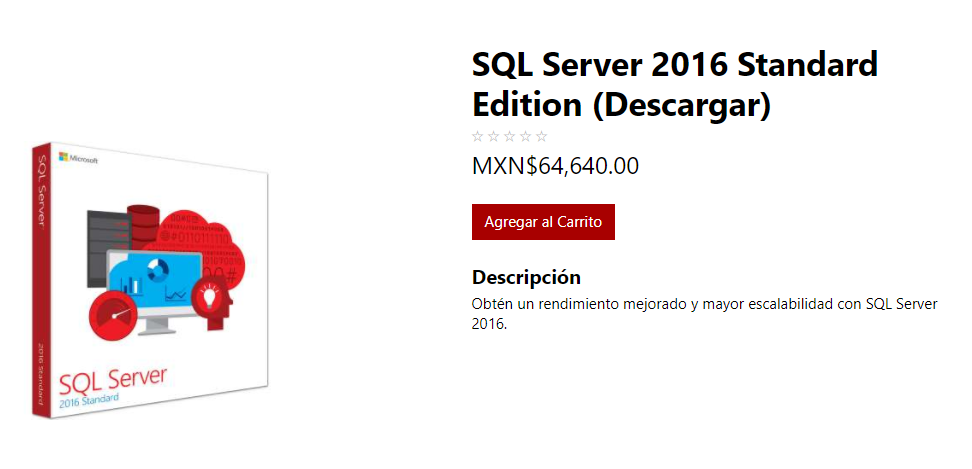 SQL Server 2016 Standard
Edition (Descargar)
MXN$64,640.00
Agregar al Carrito
Descripción
Obtén un rendimiento mejorado y mayor escalabilidad con SQL Server
2016.
Microsoft
SQL Server
2016 Standard
SQL Server
2016 Standard